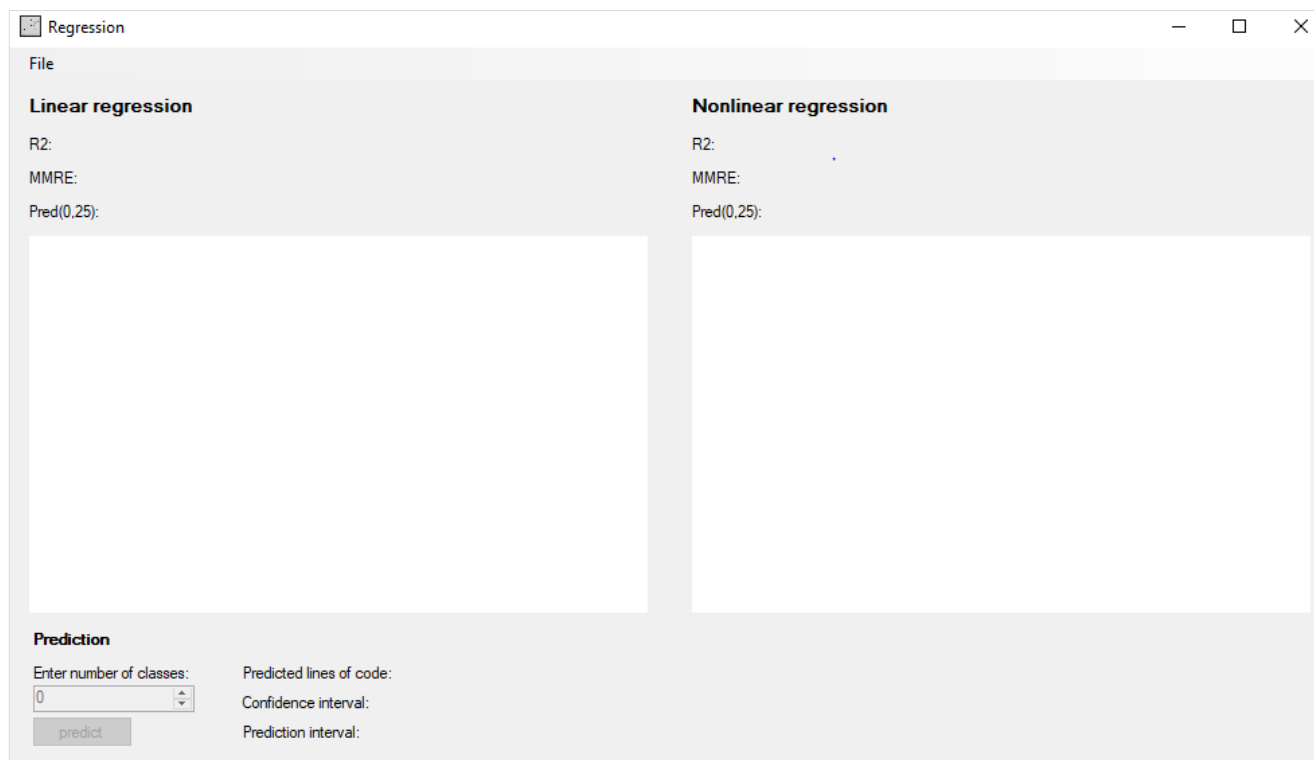 Regression
File
Linear regression
R2:
MMRE:
Pred(0,25):
Nonlinear regression
R2:
MMRE:
Pred(0,25):
Prediction
Enter number of classes:
0
predict
Predicted lines of code:
Confidence interval:
Prediction interval: